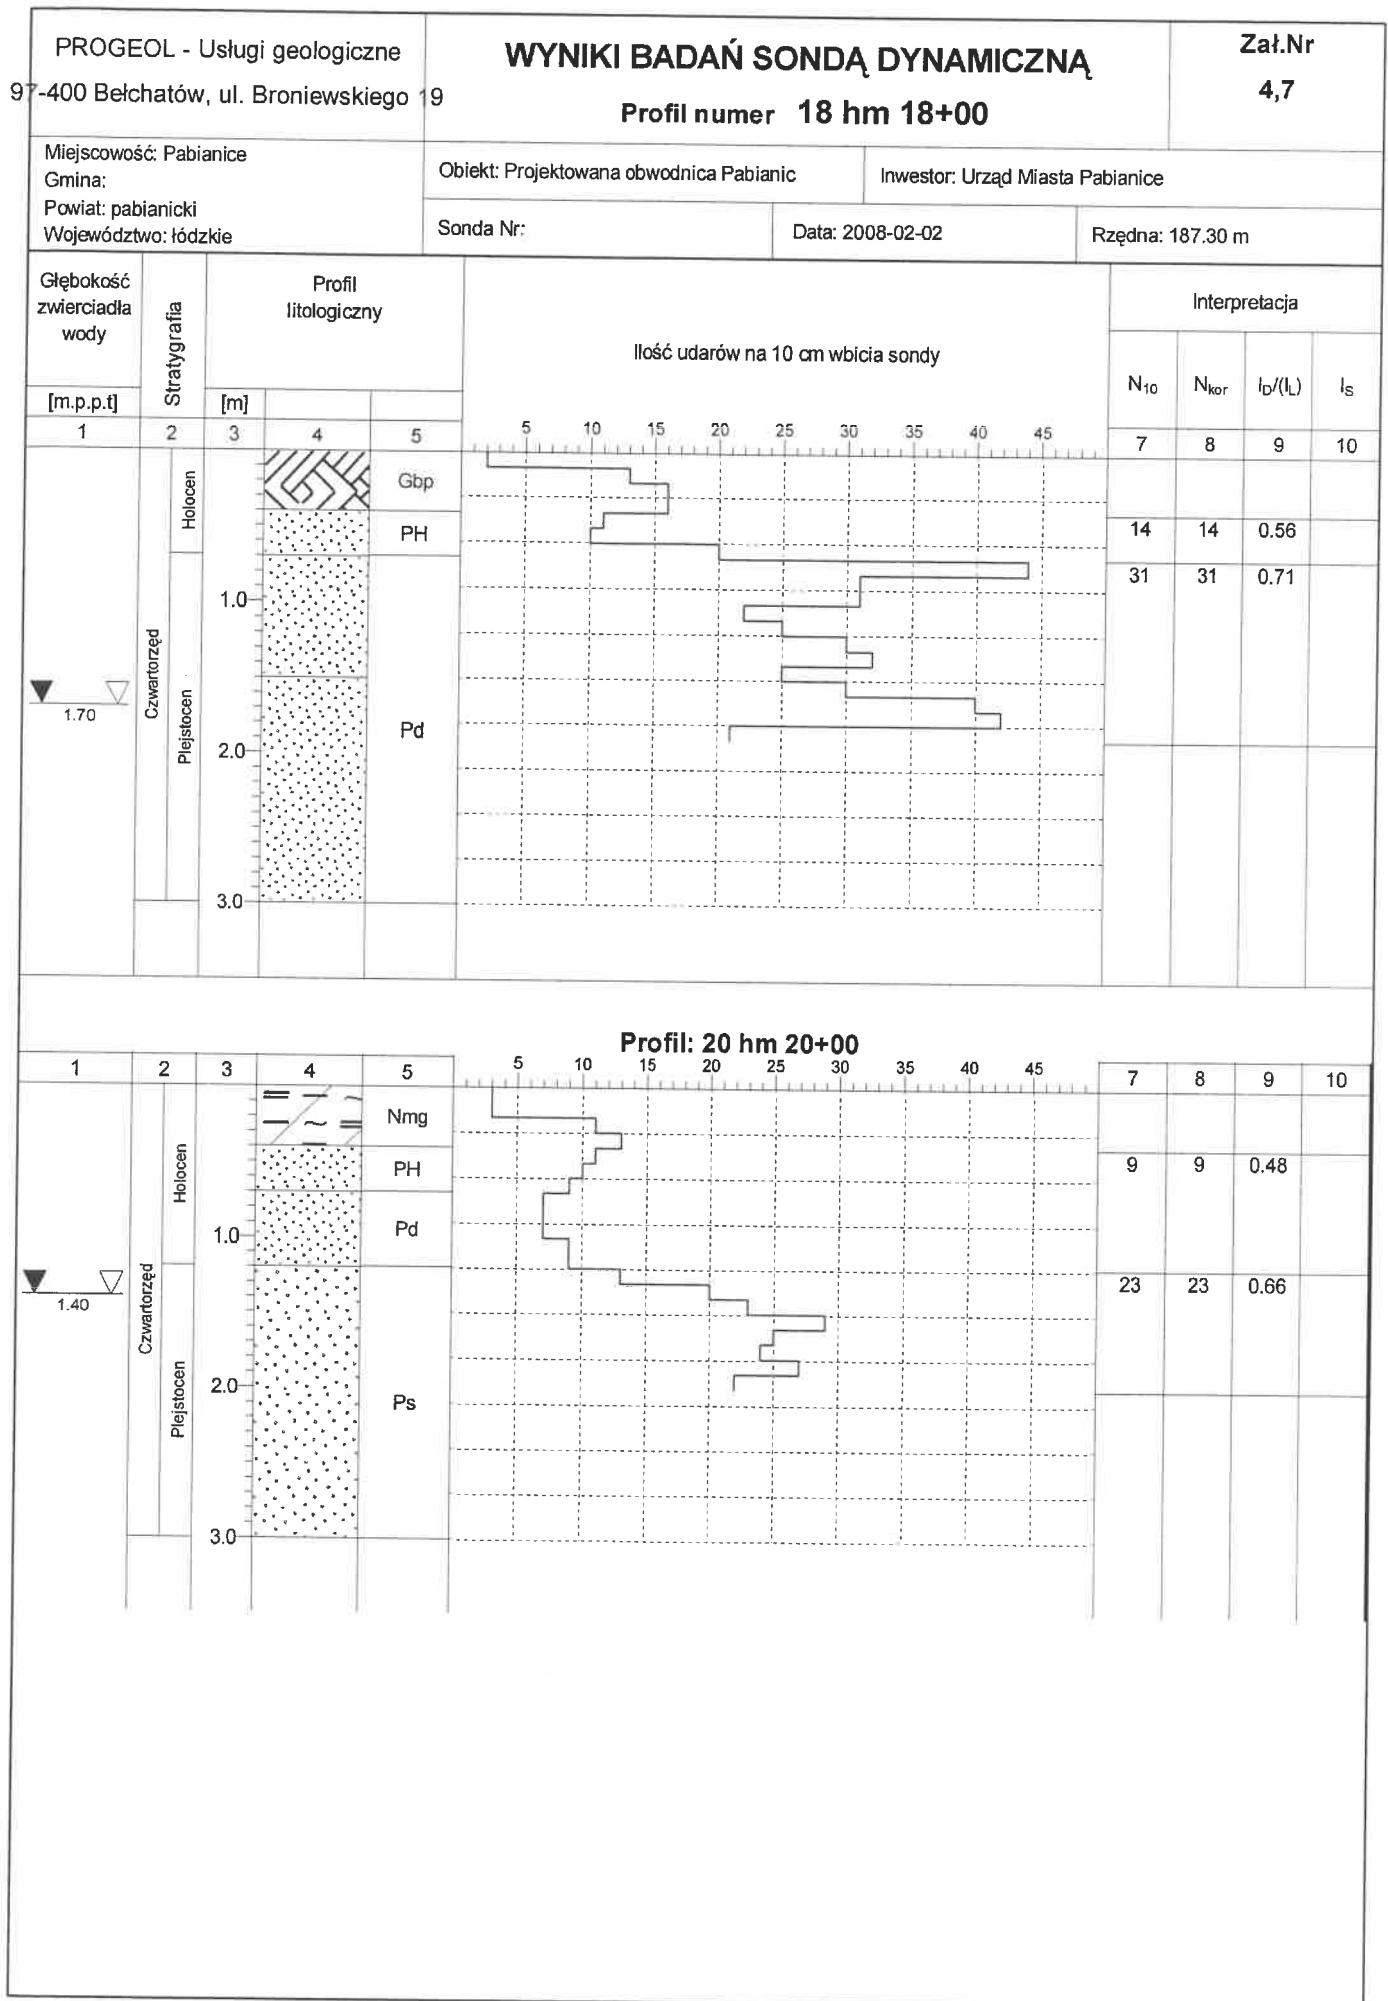 PROGEOL - Usługi geologiczne
97-400 Bełchatów, ul. Broniewskiego 19
WYNIKI BADAŃ SONDĄ DYNAMICZNĄ
Profil numer 18 hm 18+00
Zał.Nr
4,7
Miejscowość: Pabianice
Gmina:
Powiat: pabianicki
Województwo: łódzkie
Obiekt: Projektowana obwodnica Pabianic
Inwestor: Urząd Miasta Pabianice
Sonda Nr:
Data: 2008-02-02
Rzędna: 187.30 m
Głębokość
zwierciadła
wody
[m.p.p.t]
Stratygrafia
Profil
litologiczny
[m]
Ilość udarów na 10 cm wbicia sondy
Interpretacja
N10 Nkor ID/(IL) IS
1 2 3 4 5
5 10 15 20 25 30 35 40 45
7 8 9 10
Czwartorzęd
Holocen
Plejstocen
Gbp
PH
14 14 0.56
31 31 0.71
1.0
1.70
Pd
2.0
3.0
Profil: 20 hm 20+00
1 2 3 4 5
5 10 15 20 25 30 35 40 45
7 8 9 10
Czwartorzęd
Holocen
Plejstocen
Nmg
PH
9 9 0.48
Pd
1.0
1.40
23 23 0.66
2.0
Ps
3.0